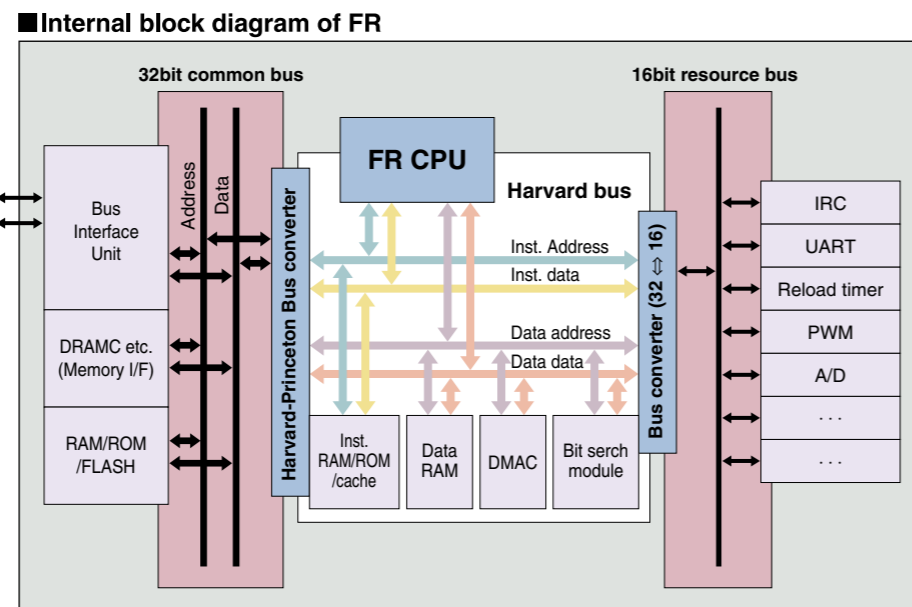 ■Internal block diagram of FR
32bit common bus
16bit resource bus
FR CPU
Harvard bus
Address
Data
Bus
Interface
Unit
DRAMC etc.
(Memory I/F)
RAM/ROM
/FLASH
Harvard-Princeton Bus converter
Inst. Address
Inst. data
Data address
Data data
Inst.
RAM/ROM
/cache
Data
RAM
DMAC
Bit serch
module
Bus converter (32 ⇔ 16)
IRC
UART
Reload timer
PWM
A/D
. . .
. . .